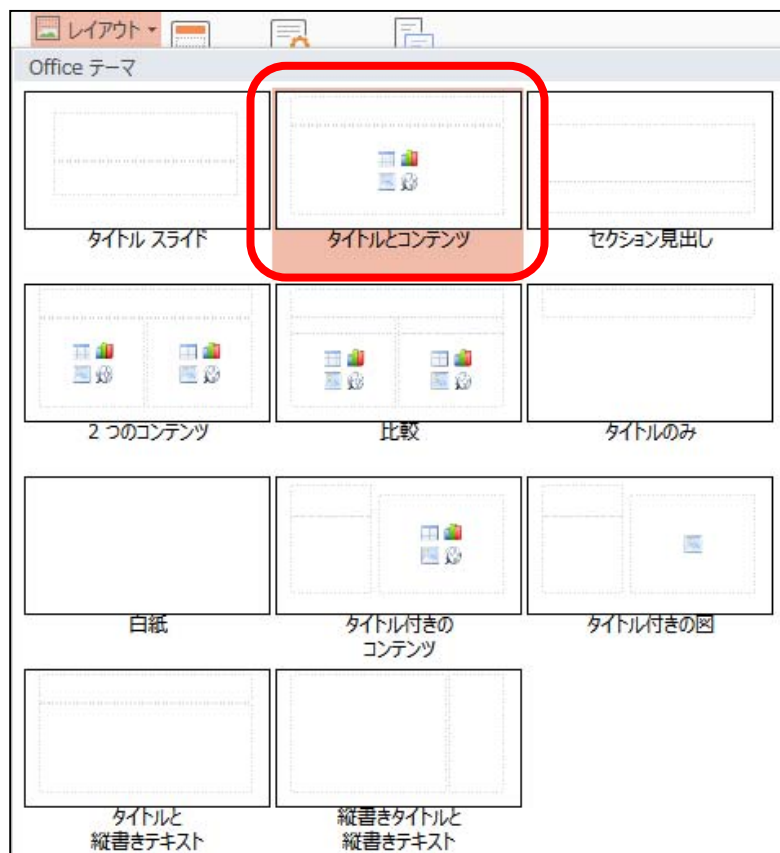 レイアウト
Office テーマ
タイトル スライド
タイトルとコンテンツ
セクション見出し
2 つのコンテンツ
比較
タイトルのみ
白紙
タイトル付きの
コンテンツ
タイトル付きの図
タイトルと
縦書きテキスト
縦書きタイトルと
縦書きテキスト